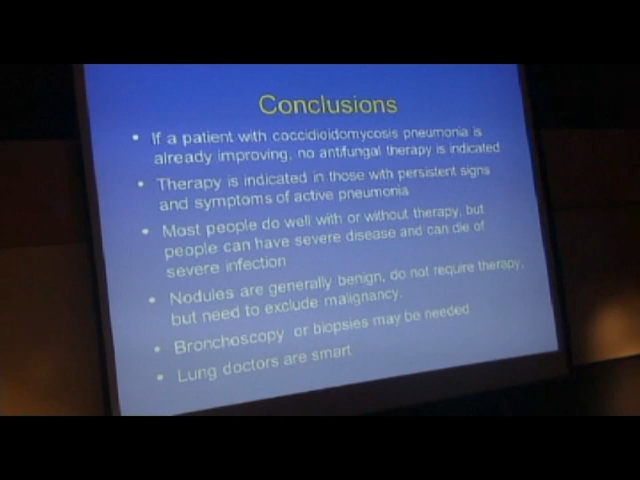 Conclusions
• If a patient with coccidioidomycosis pneumonia is
already improving, no antifungal therapy is indicated
• Therapy is indicated in those with persistent signs
and symptoms of active pneumonia
• Most people do well with or without therapy, but
people can have severe disease and can die of
severe infection
• Nodules are generally benign, do not require therapy,
but need to exclude malignancy.
• Bronchoscopy or biopsies may be needed
• Lung doctors are smart